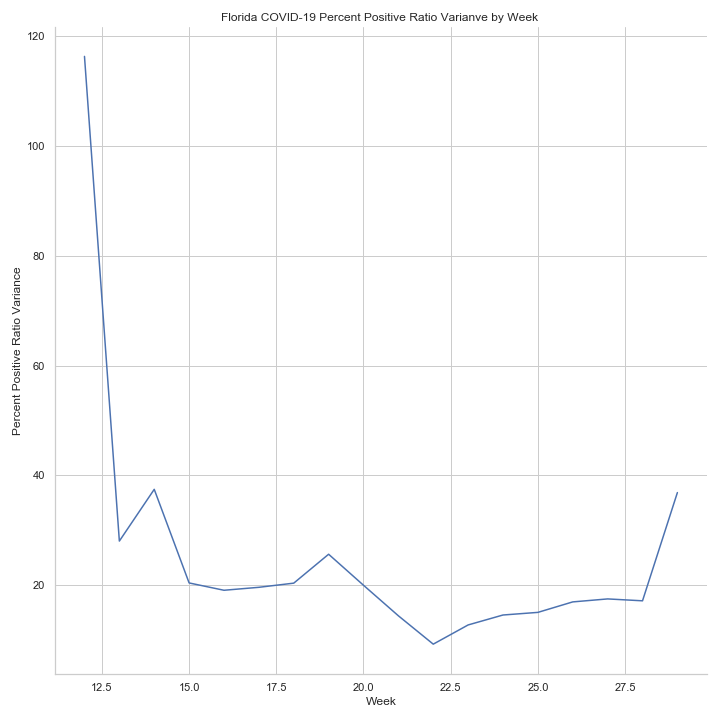 Florida COVID-19 Percent Positive Ratio Varianve by Week
120
100
80
60
40
20
Percent Positive Ratio Variance
12.5 15.0 17.5 20.0 22.5 25.0 27.5
Week